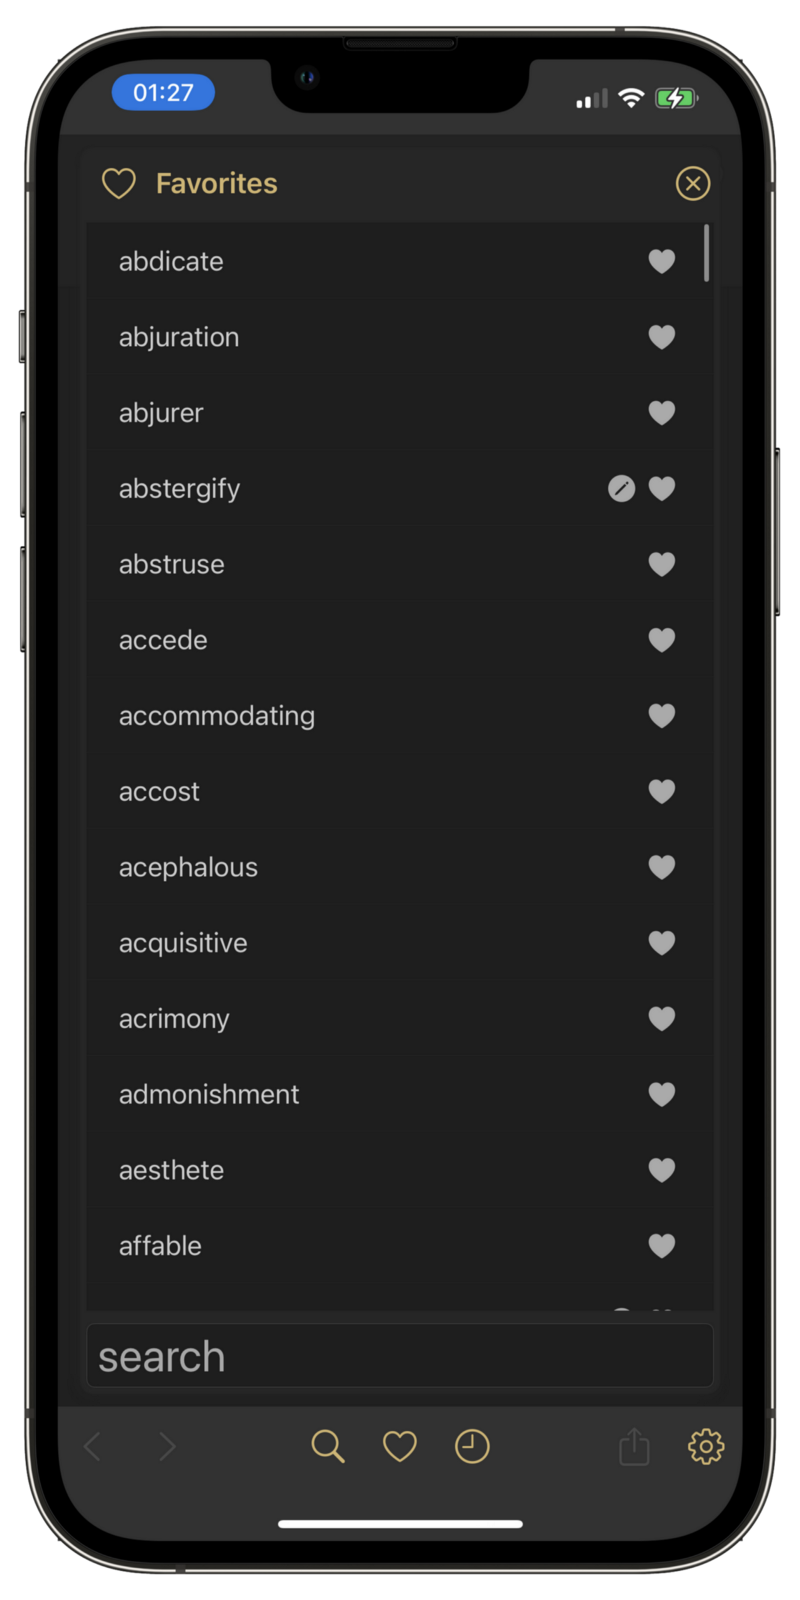 01:27
Favorites
abdicate
abjuration
abjurer
abstergify
abstruse
accede
accommodating
accost
acephalous
acquisitive
acrimony
admonishment
aesthete
affable
search